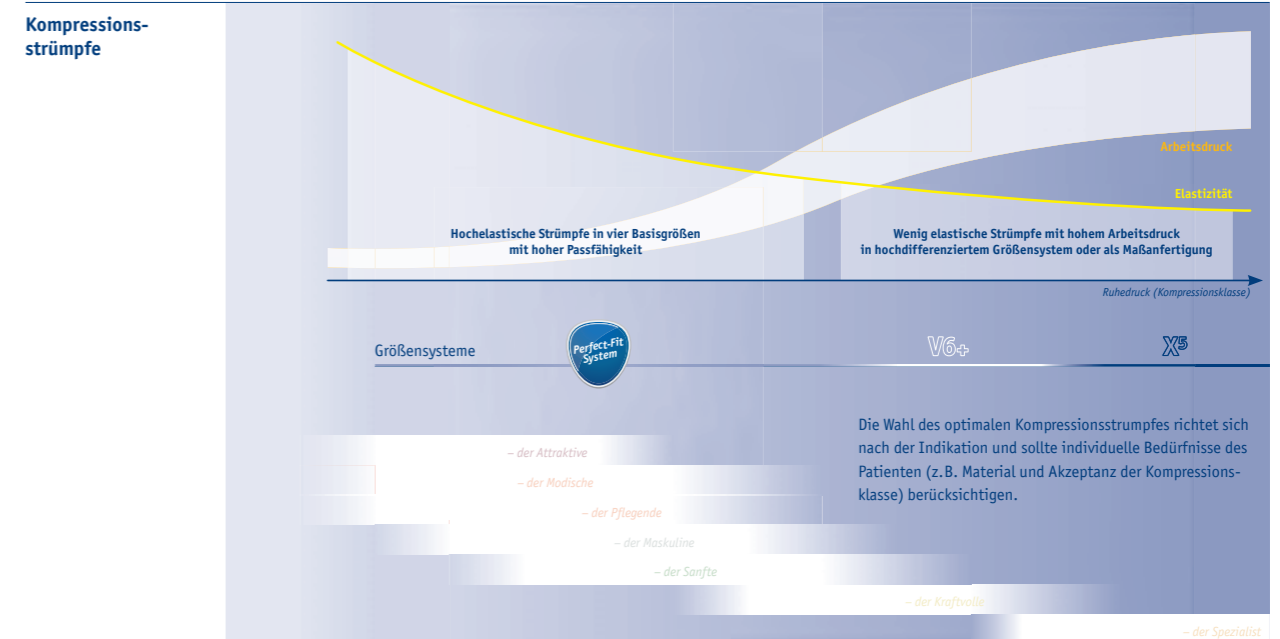 Kompressions-
strümpfe
Arbeitsdruck
Elastizität
Hochelastische Strümpfe in vier Basisgrößen
mit hoher Passfähigkeit
Wenig elastische Strümpfe mit hohem Arbeitsdruck
in hochdifferenziertem Größensystem oder als Maßanfertigung
Ruhedruck (Kompressionsklasse)
Größensysteme
Perfect-Fit
System
V6+
X5
Die Wahl des optimalen Kompressionsstrumpfes richtet sich
nach der Indikation und sollte individuelle Bedürfnisse des
Patienten (z. B. Material und Akzeptanz der Kompressions-
klasse) berücksichtigen.
– der Attraktive
– der Modische
– der Pflegende
– der Maskuline
– der Sanfte
– der Kraftvolle
– der Spezialist